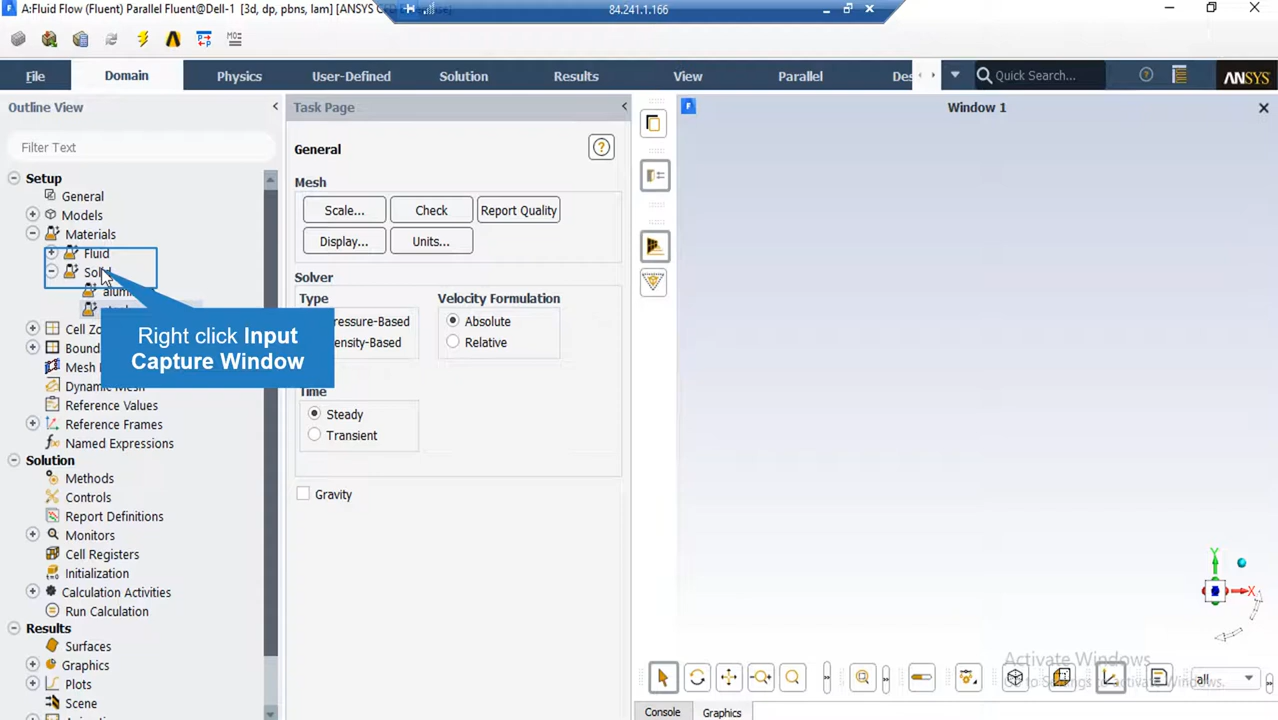 A:Fluid Flow (Fluent) Parallel Fluent@Dell-1 [3d, dp, pbns, lam] [ANSYS
84.241.1.166
File
Domain
Physics
User-Defined
Solution
Results
View
Parallel
Quick Search...
ANSYS
Outline View
Filter Text
Setup
General
Models
Materials
Fluid
Reference Values
Reference Frames
Named Expressions
Solution
Methods
Controls
Report Definitions
Monitors
Cell Registers
Initialization
Calculation Activities
Run Calculation
Results
Surfaces
Graphics
Plots
Scene
Right click Input
Capture Window
Task Page
General
Mesh
Scale...
Check
Report Quality
Display...
Units...
Solver
Type
Velocity Formulation
ressure-Based
Absolute
ensity-Based
Relative
Time
Steady
Transient
Gravity
Window 1
Y
X
Activate Windows
all
Console
Graphics